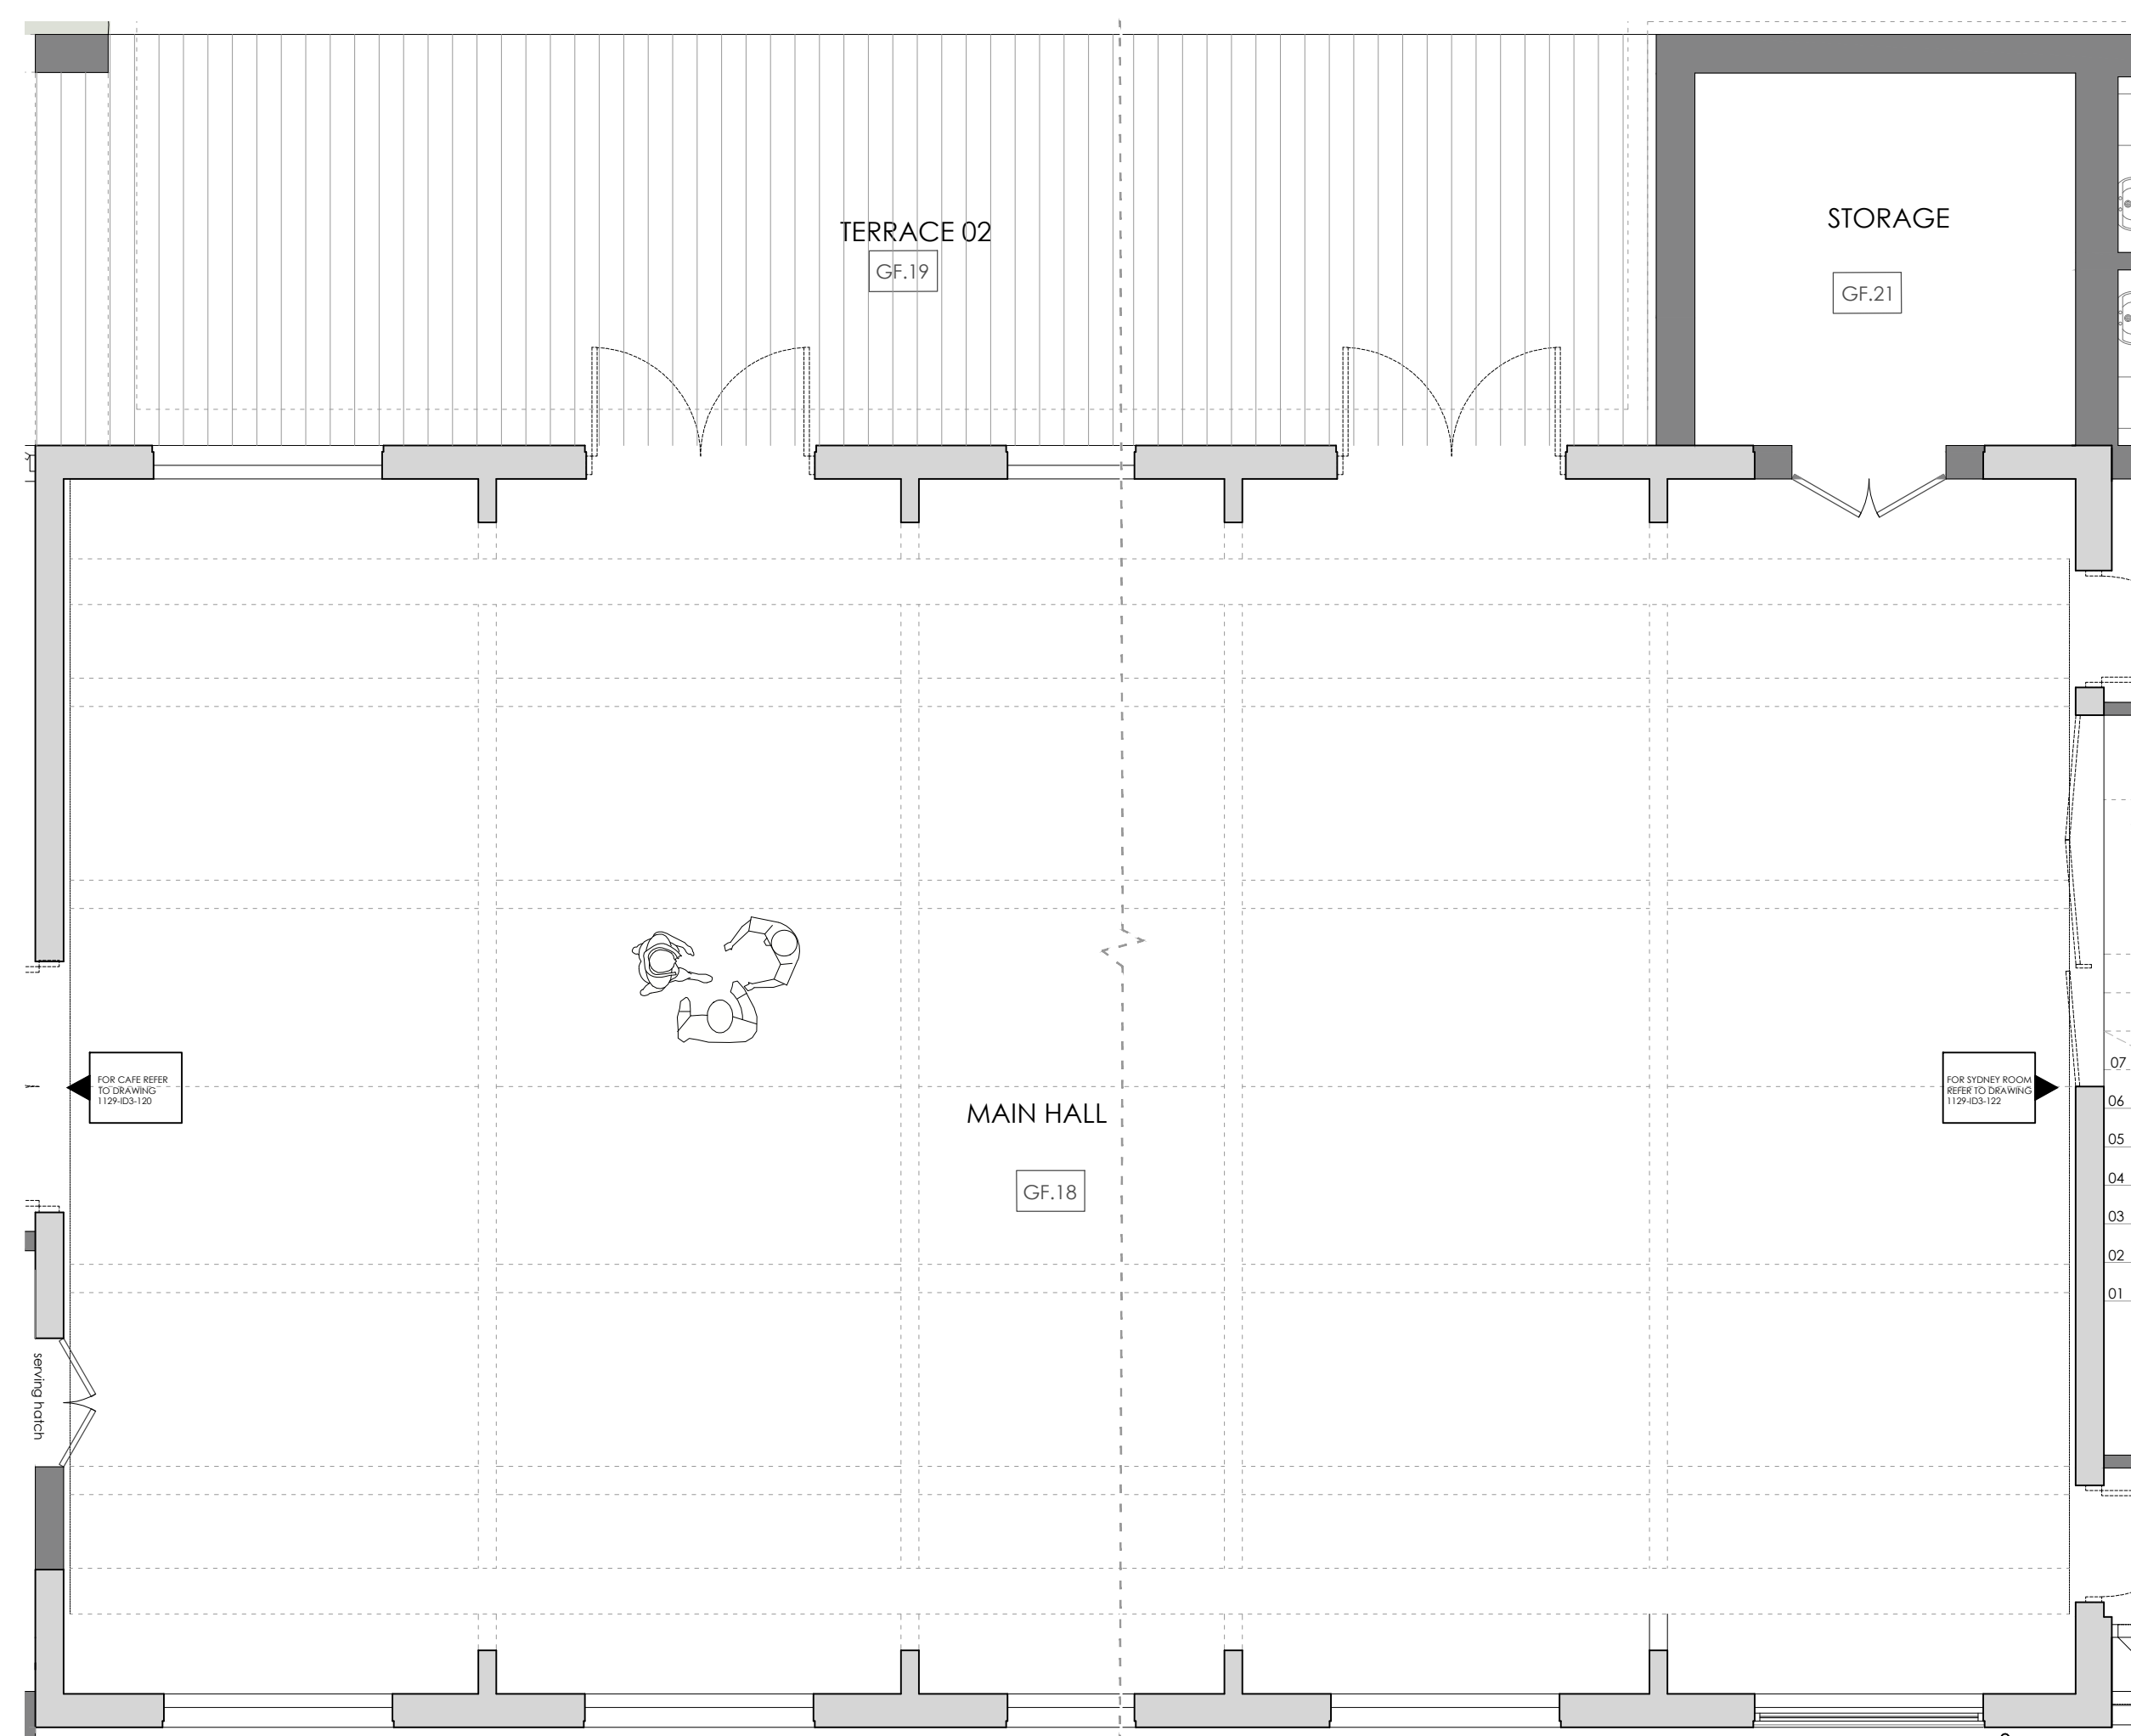 TERRACE 02
GF.19
STORAGE
GF.21
FOR CAFE REFER
TO DRAWING
1129-ID3-120
MAIN HALL
GF.18
FOR SYDNEY ROOM
REFER TO DRAWING
1129-ID3-122
07
06
05
04
03
02
01
serving hatch